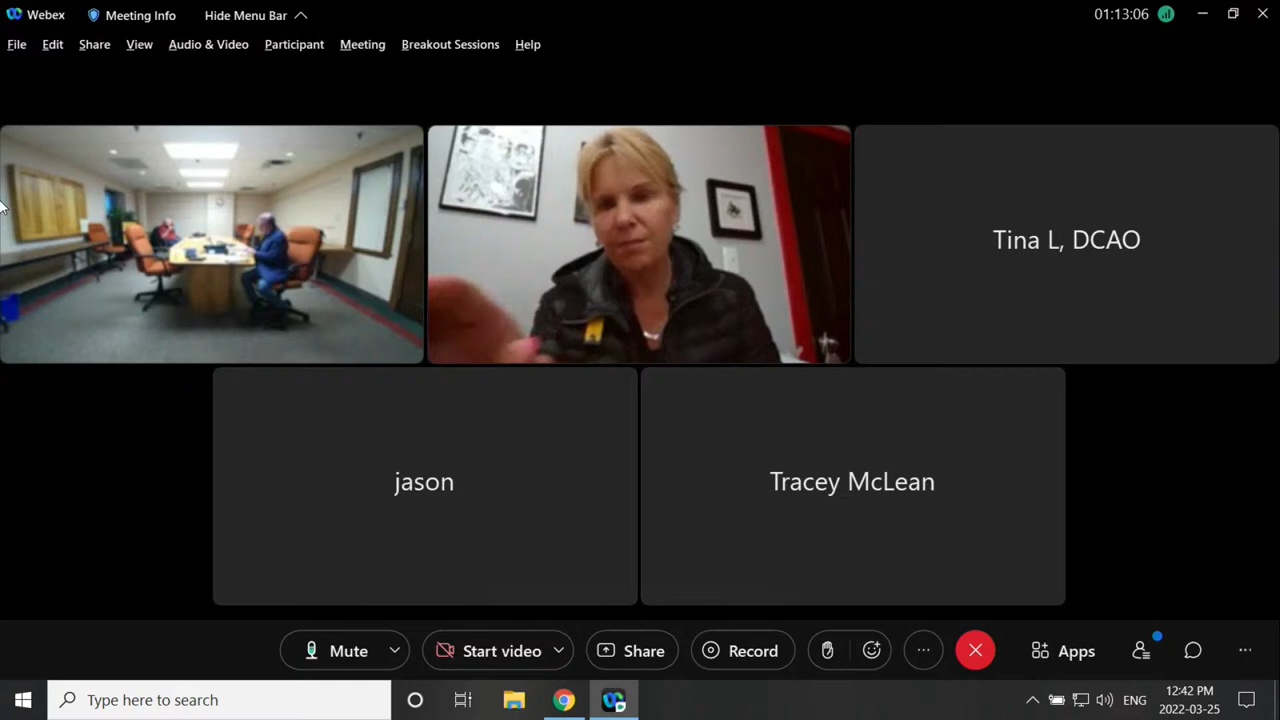 Webex Meeting Info Hide Menu Bar 01:13:06
File Edit Share View Audio & Video Participant Meeting Breakout Sessions Help
Tina L, DCAO
jason Tracey McLean
Mute Start video Share Record Apps
Type here to search ENG 12:42 PM
2022-03-25